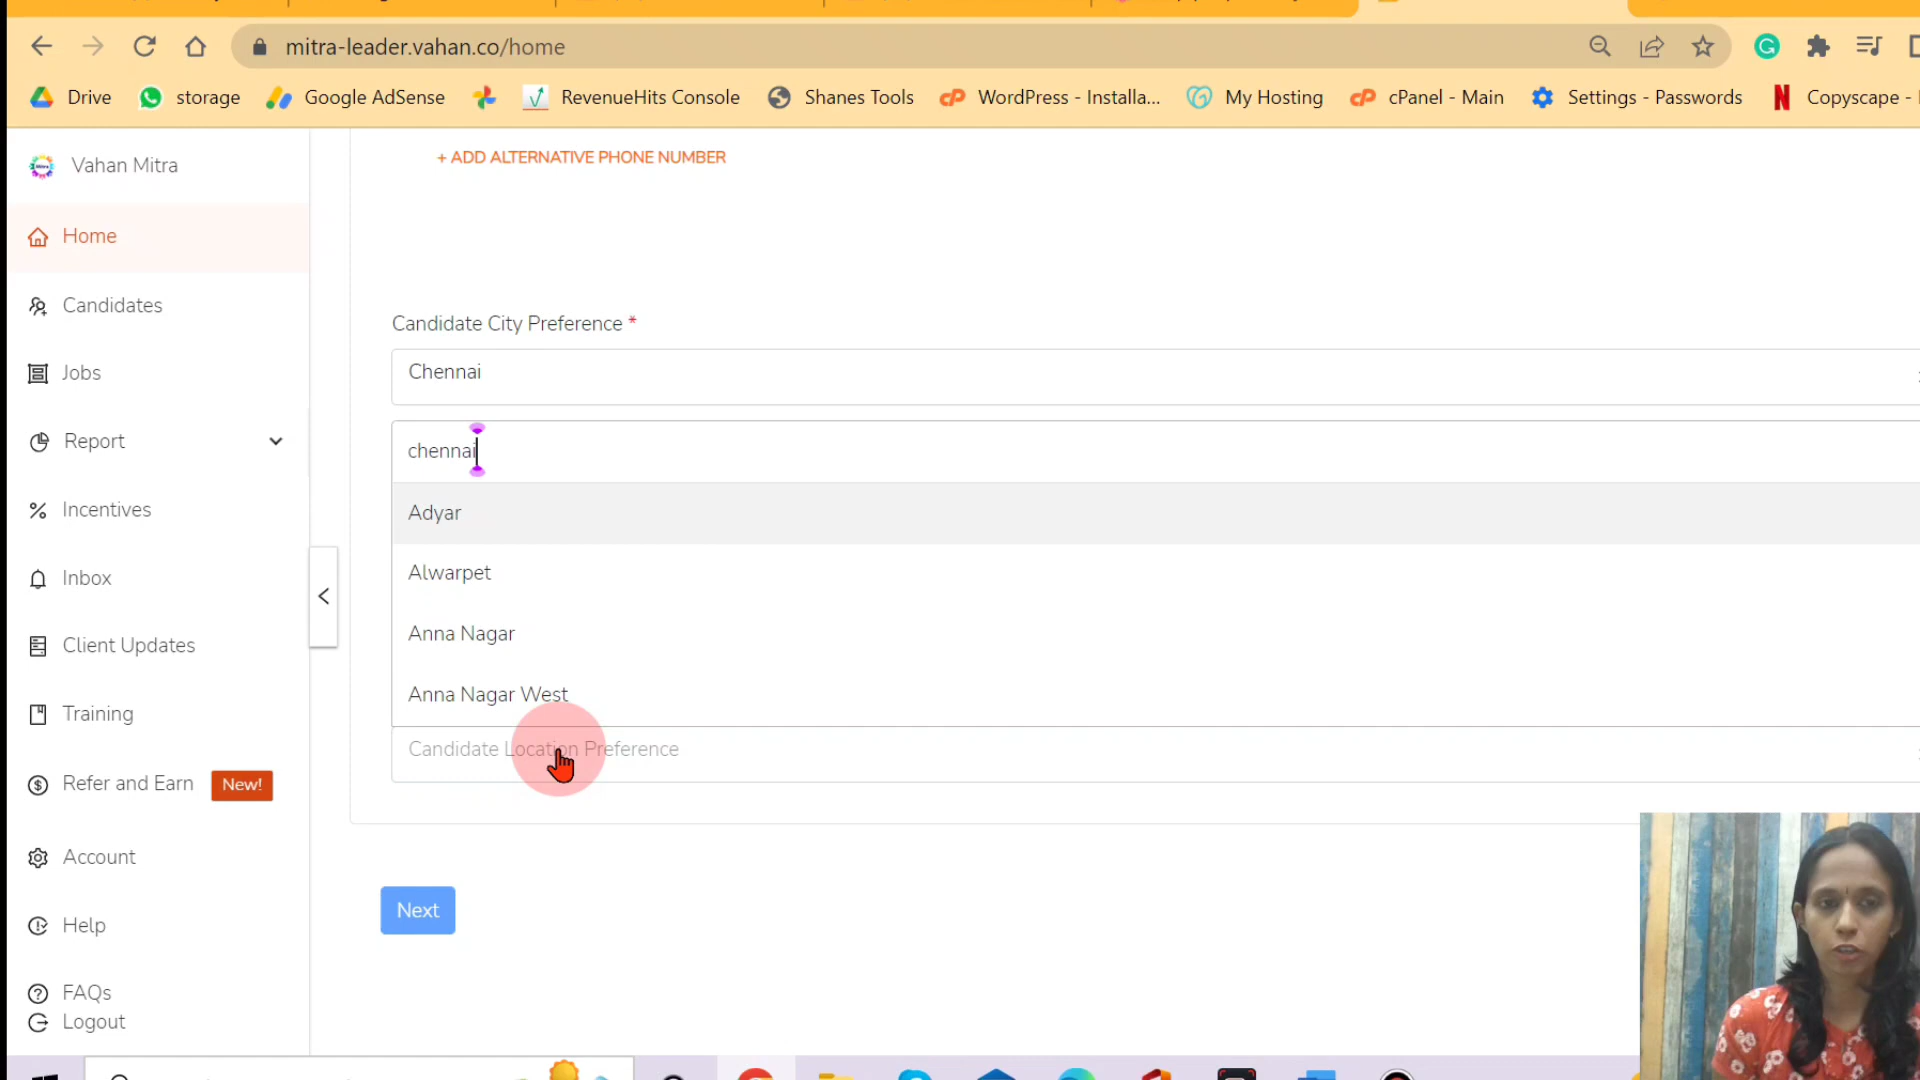 mitra-leader.vahan.co/home
Drive storage Google AdSense RevenueHits Console Shanes Tools WordPress - Installa... My Hosting cPanel - Main Settings - Passwords Copyscape -
Vahan Mitra
Home
Candidates
Jobs
Report
Incentives
Inbox
Client Updates
Training
Refer and Earn New!
Account
Help
FAQs
Logout
+ ADD ALTERNATIVE PHONE NUMBER
Candidate City Preference *
Chennai
chennai
Adyar
Alwarpet
Anna Nagar
Anna Nagar West
Candidate Location Preference
Next